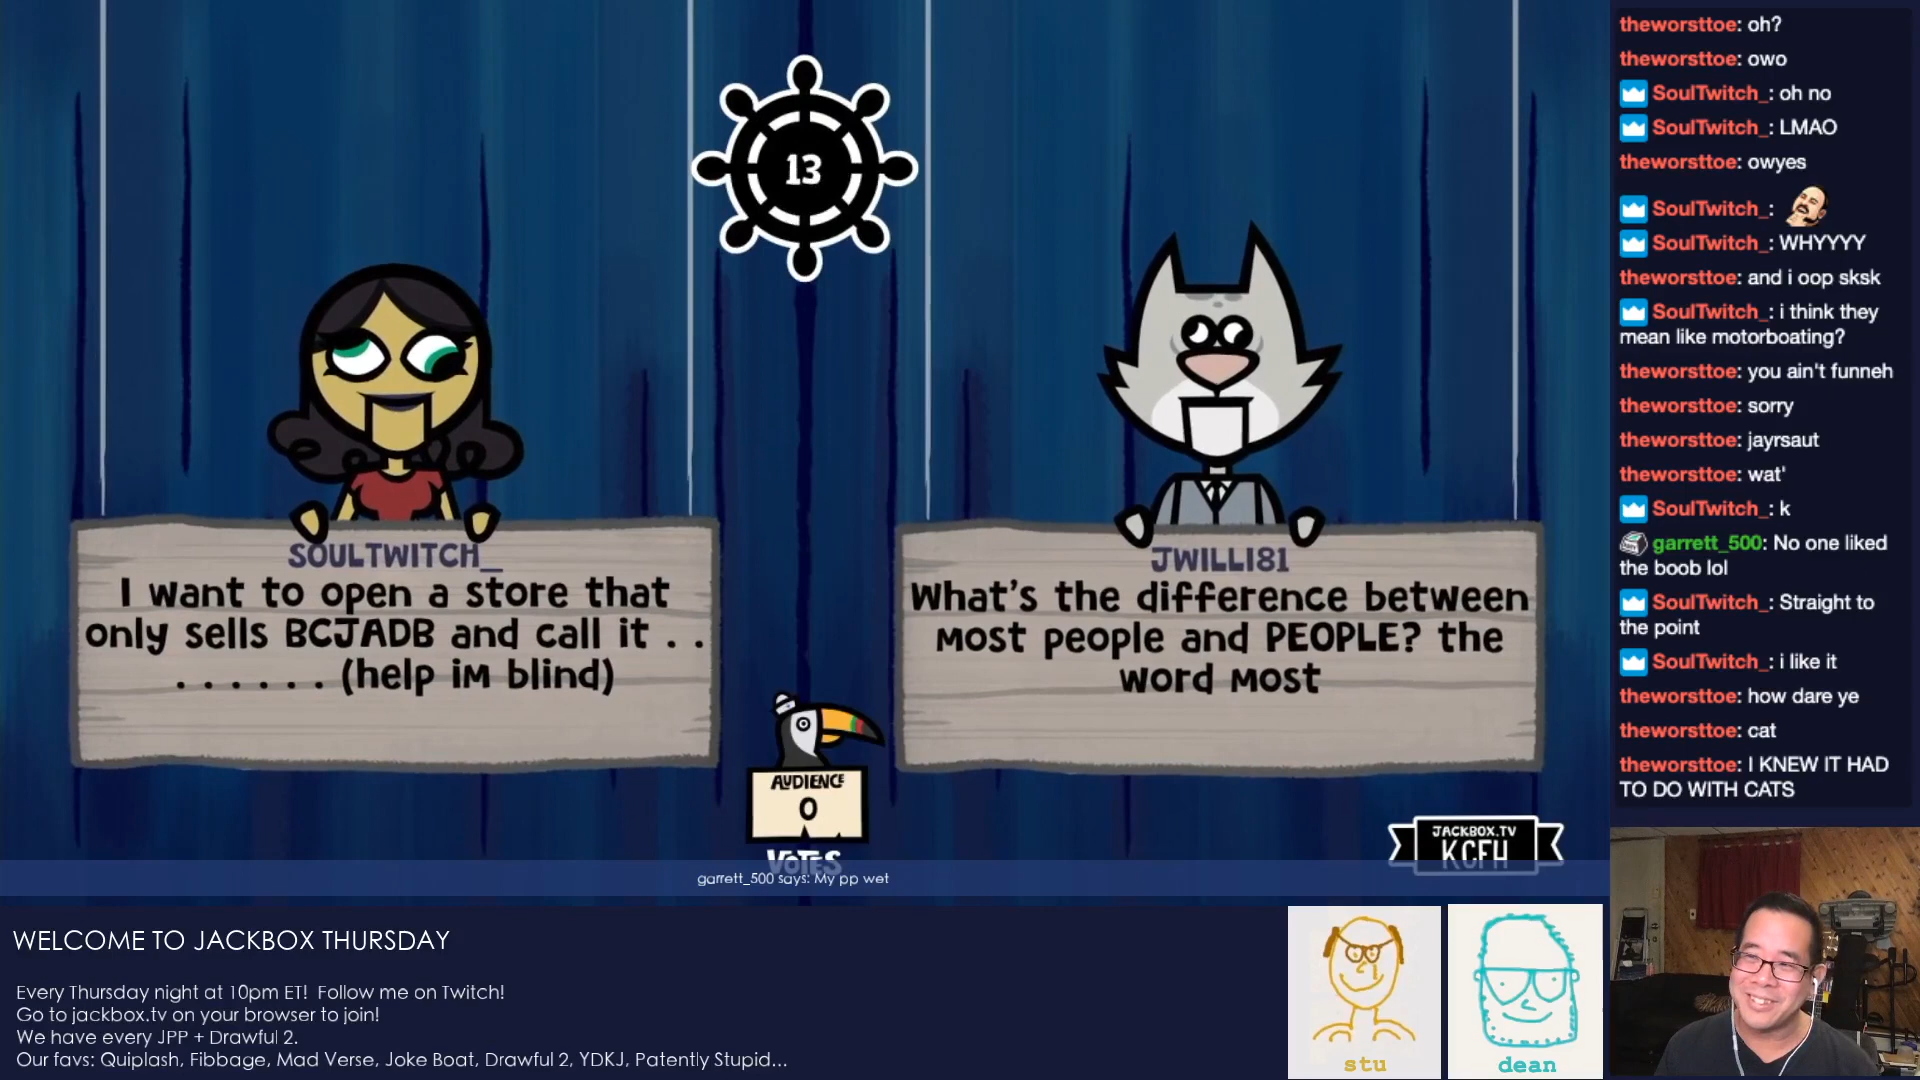 13
SOULTWITCH_
I want to open a store that
only sells BCJADB and call it . .
. . . . . . (help im blind)
JWILLI81
What's the difference between
most people and PEOPLE? the
word most
AUDIENCE
0
VOTES
JACKBOX.TV
KCFH
garrett_500 says: My pp wet
WELCOME TO JACKBOX THURSDAY
Every Thursday night at 10pm ET! Follow me on Twitch!
Go to jackbox.tv on your browser to join!
We have every JPP + Drawful 2.
Our favs: Quiplash, Fibbage, Mad Verse, Joke Boat, Drawful 2, YDKJ, Patently Stupid...
stu
dean
theworsttoe: oh?
theworsttoe: owo
SoulTwitch_: oh no
SoulTwitch_: LMAO
theworsttoe: owyes
SoulTwitch_:
SoulTwitch_: WHYYYY
theworsttoe: and i oop sksk
SoulTwitch_: i think they
mean like motorboating?
theworsttoe: you ain't funneh
theworsttoe: sorry
theworsttoe: jayrsaut
theworsttoe: wat'
SoulTwitch_: k
garrett_500: No one liked
the boob lol
SoulTwitch_: Straight to
the point
SoulTwitch_: i like it
theworsttoe: how dare ye
theworsttoe: cat
theworsttoe: I KNEW IT HAD
TO DO WITH CATS